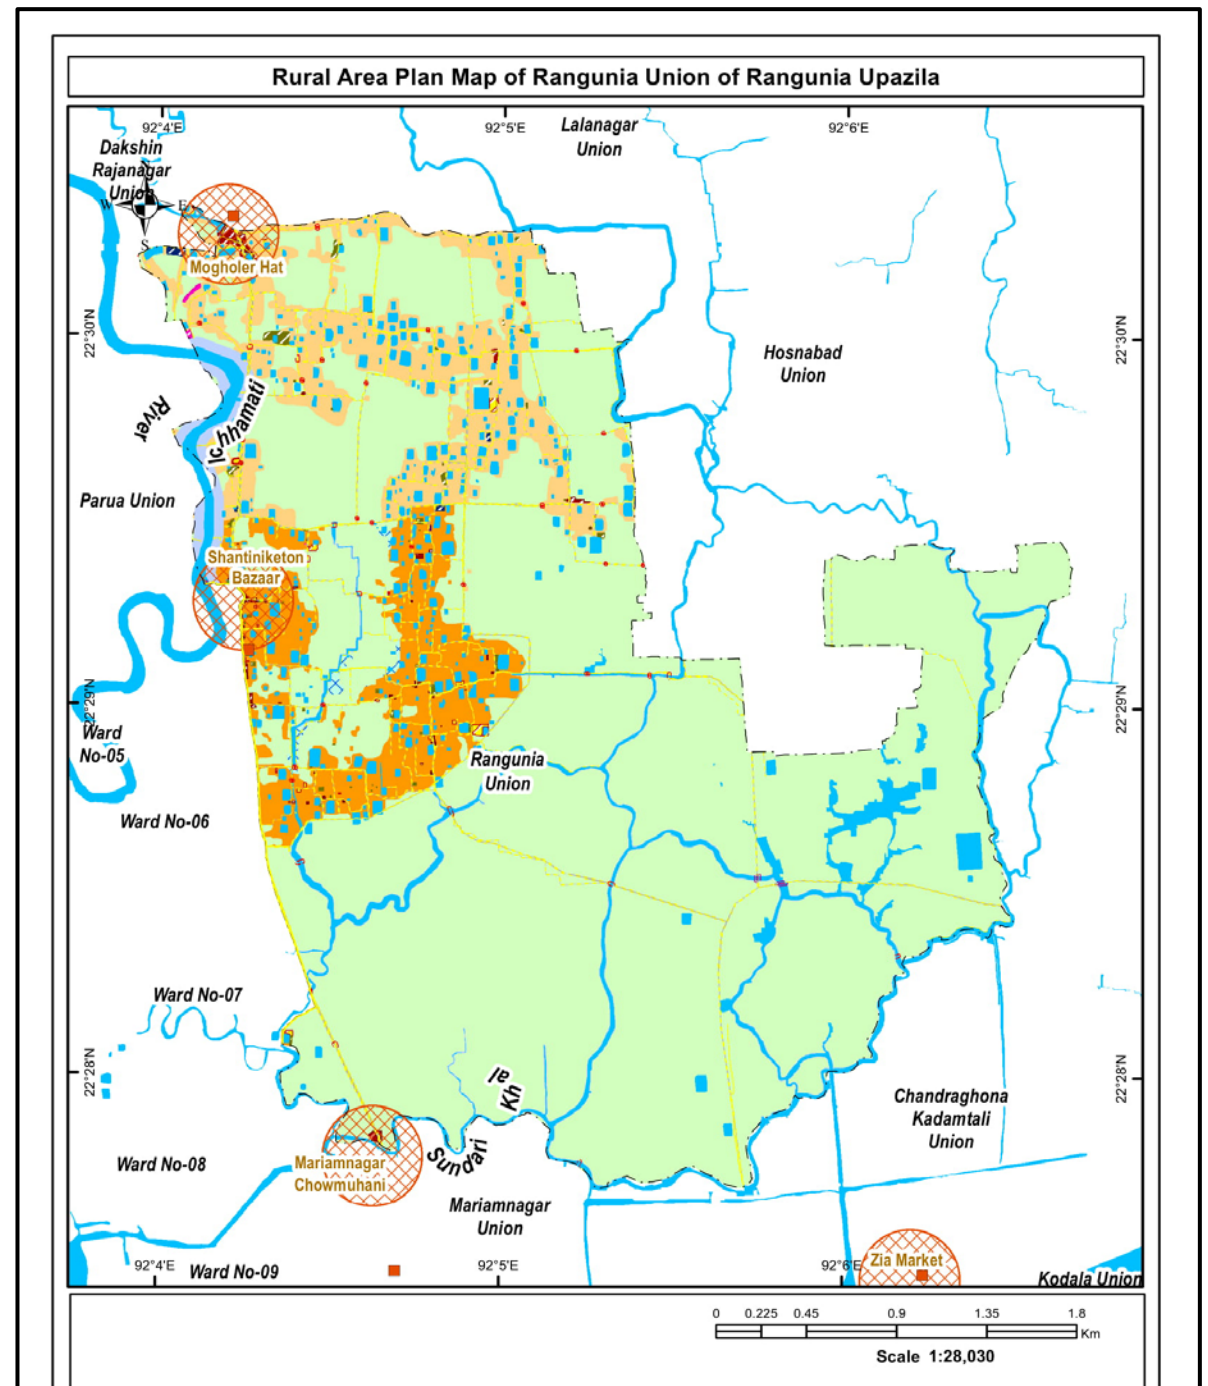 Rural Area Plan Map of Rangunia Union of Rangunia Upazila
92°4'E
92°5'E
92°6'E
Lalanagar
Union
Dakshin
Rajanagar
Union
N
W
E
S
Mogholer Hat
22°30'N
22°30'N
Hosnabad
Union
River
Ichhamati
Parua Union
Shantiniketon
Bazaar
22°29'N
22°29'N
Ward
No-05
Rangunia
Union
Ward No-06
Ward No-07
22°28'N
22°28'N
Kh al
Sundari
Chandraghona
Kadamtali
Union
Ward No-08
Mariamnagar
Chowmuhani
Mariamnagar
Union
Zia Market
92°4'E
Ward No-09
92°5'E
92°6'E
Kodala Union
0 0.225 0.45 0.9 1.35 1.8
Km
Scale 1:28,030